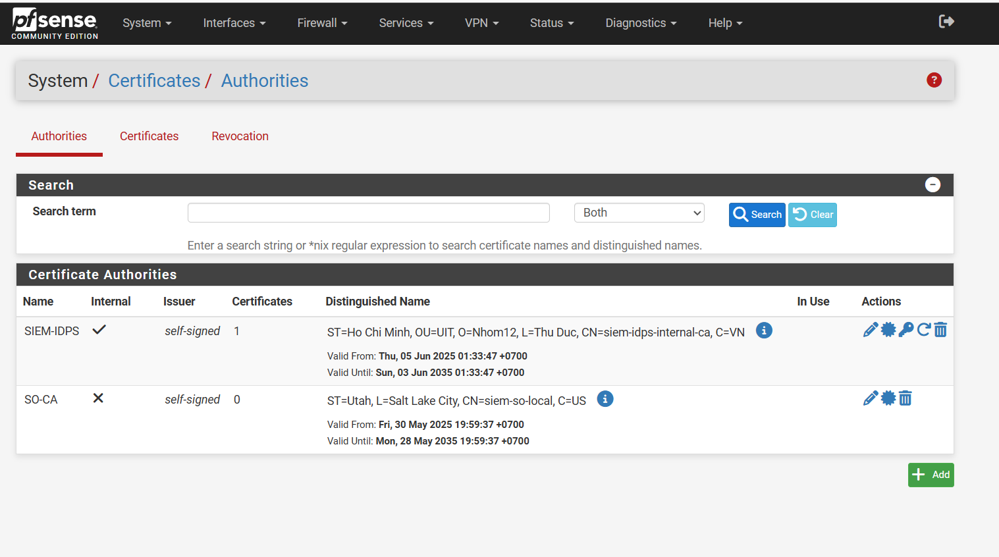 pfsense
COMMUNITY EDITION
System Interfaces Firewall Services VPN Status Diagnostics Help
System / Certificates / Authorities
?
Authorities Certificates Revocation
Search
Search term Both Search Clear
Enter a search string or *nix regular expression to search certificate names and distinguished names.
Certificate Authorities
Name Internal Issuer Certificates Distinguished Name In Use Actions
SIEM-IDPS self-signed 1 ST=Ho Chi Minh, OU=UIT, O=Nhom12, L=Thu Duc, CN=siem-idps-internal-ca, C=VN
Valid From: Thu, 05 Jun 2025 01:33:47 +0700
Valid Until: Sun, 03 Jun 2035 01:33:47 +0700
SO-CA self-signed 0 ST=Utah, L=Salt Lake City, CN=siem-so-local, C=US
Valid From: Fri, 30 May 2025 19:59:37 +0700
Valid Until: Mon, 28 May 2035 19:59:37 +0700
Add